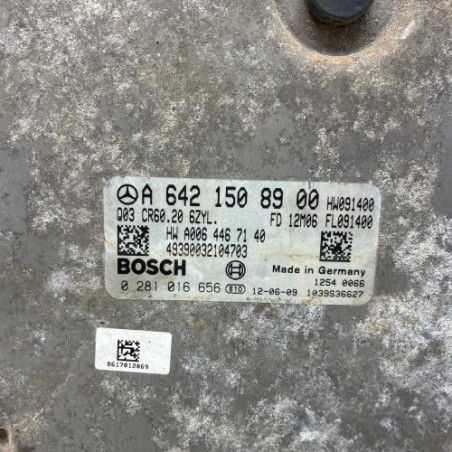 A 642 150 89 00 HW091400
Q03 CR60.20 6ZYL. FD 12M06 FL091400
HW A006 446 71 40
49390032104703
BOSCH Made in Germany
1254 0066
0 281 016 656 E10 12-06-09 1039S36627
8617012069